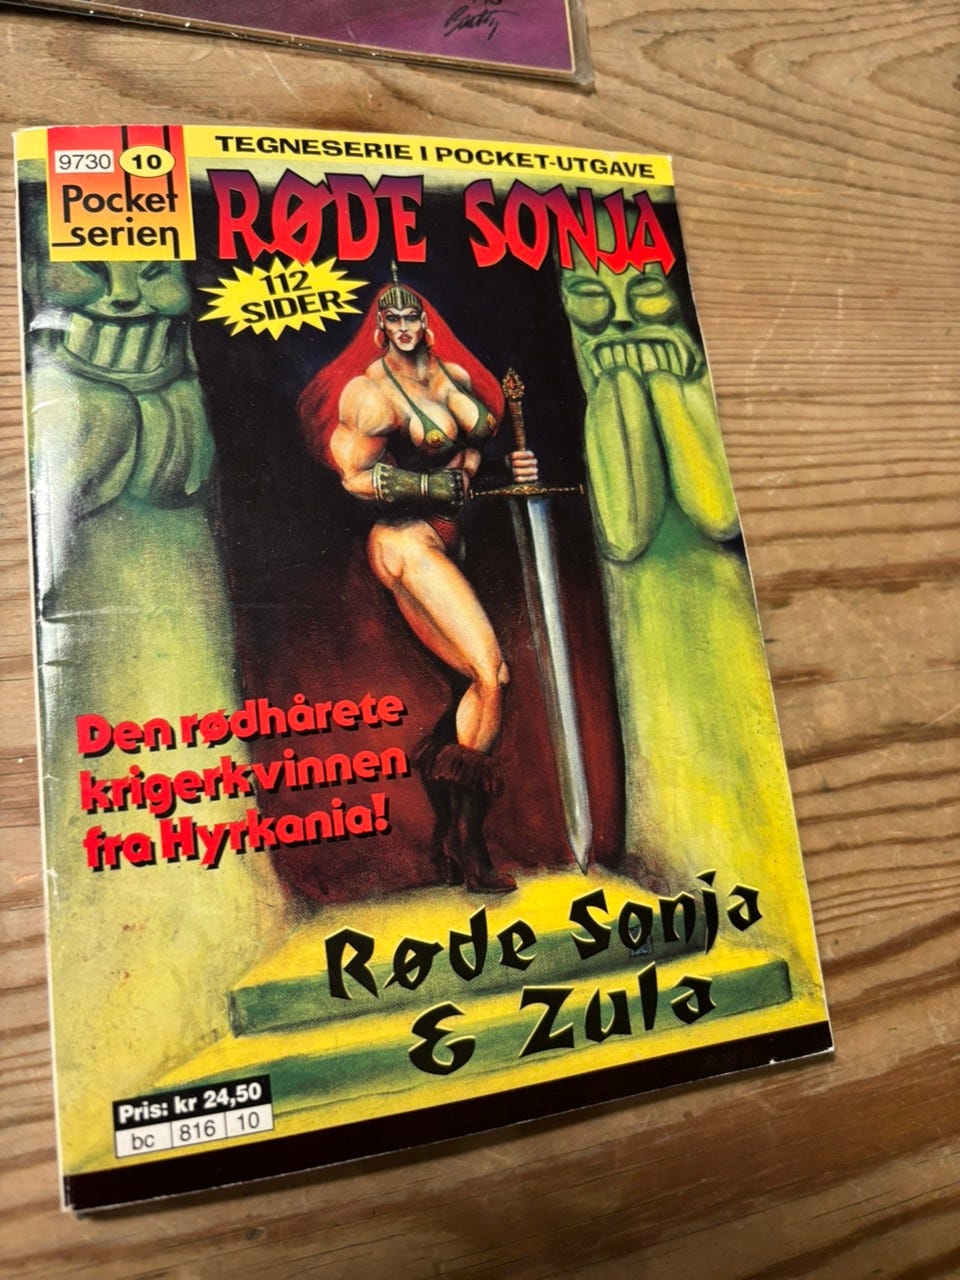 9730 10
Pocket
serien
TEGNESERIE I POCKET-UTGAVE
RØDE SONJA
112
SIDER
Den rødhårete
krigerkvinnen
fra Hyrkania!
Røde Sonja
& Zula
Pris: kr 24,50
bc 816 10